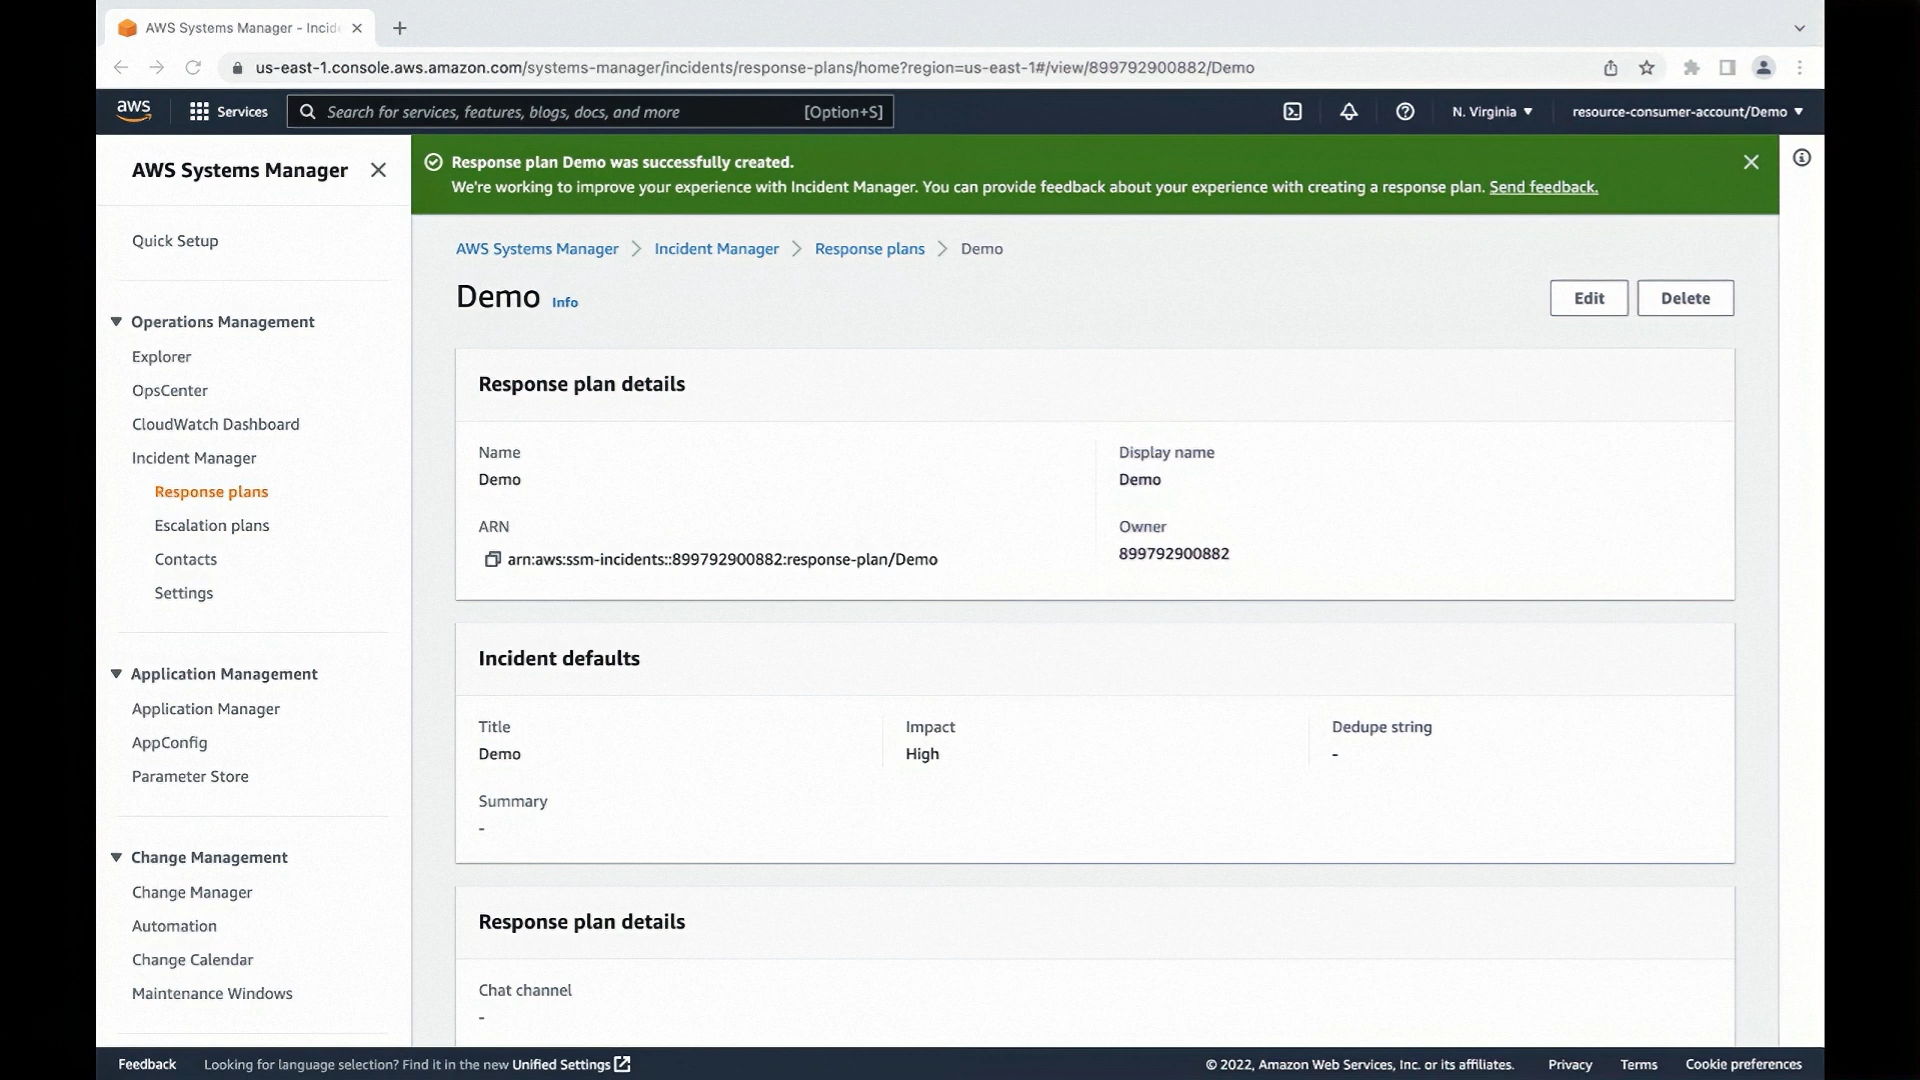 AWS Systems Manager - Incid
us-east-1.console.aws.amazon.com/systems-manager/incidents/response-plans/home?region=us-east-1#/view/899792900882/Demo
aws
Services
Search for services, features, blogs, docs, and more
[Option+S]
N. Virginia
resource-consumer-account/Demo
AWS Systems Manager
Quick Setup
Operations Management
Explorer
OpsCenter
CloudWatch Dashboard
Incident Manager
Response plans
Escalation plans
Contacts
Settings
Application Management
Application Manager
AppConfig
Parameter Store
Change Management
Change Manager
Automation
Change Calendar
Maintenance Windows
Response plan Demo was successfully created.
We're working to improve your experience with Incident Manager. You can provide feedback about your experience with creating a response plan. Send feedback.
AWS Systems Manager > Incident Manager > Response plans > Demo
Demo Info
Edit
Delete
Response plan details
Name
Demo
Display name
Demo
ARN
arn:aws:ssm-incidents::899792900882:response-plan/Demo
Owner
899792900882
Incident defaults
Title
Demo
Impact
High
Dedupe string
-
Summary
-
Response plan details
Chat channel
-
Feedback
Looking for language selection? Find it in the new Unified Settings
© 2022, Amazon Web Services, Inc. or its affiliates.
Privacy
Terms
Cookie preferences